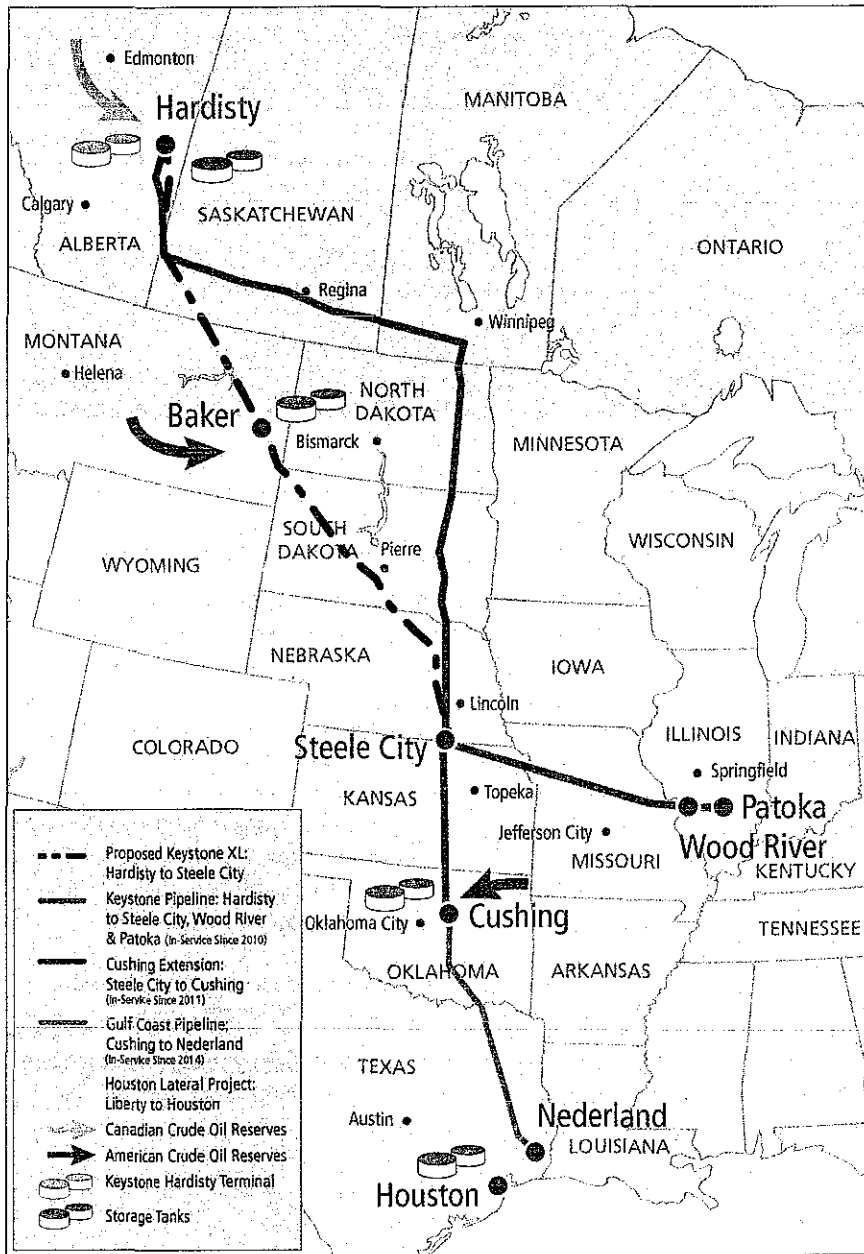 Edmonton
Hardisty
MANITOBA
Calgary
SASKATCHEWAN
ALBERTA
ONTARIO
Regina
Winnipeg
MONTANA
Helena
NORTH
DAKOTA
Baker
Bismarck
MINNESOTA
SOUTH
DAKOTA
Pierre
WISCONSIN
WYOMING
NEBRASKA
IOWA
Lincoln
ILLINOIS
INDIANA
COLORADO
Steele City
Springfield
KANSAS
Topeka
Patoka
Jefferson City
Wood River
MISSOURI
KENTUCKY
Oklahoma City
Cushing
TENNESSEE
OKLAHOMA
ARKANSAS
TEXAS
Austin
Nederland
LOUISIANA
Houston
Proposed Keystone XL:
Hardisty to Steele City
Keystone Pipeline: Hardisty
to Steele City, Wood River
& Patoka (In-Service Since 2010)
Cushing Extension:
Steele City to Cushing
(In-Service Since 2011)
Gulf Coast Pipeline:
Cushing to Nederland
(In-Service Since 2014)
Houston Lateral Project:
Liberty to Houston
Canadian Crude Oil Reserves
American Crude Oil Reserves
Keystone Hardisty Terminal
Storage Tanks